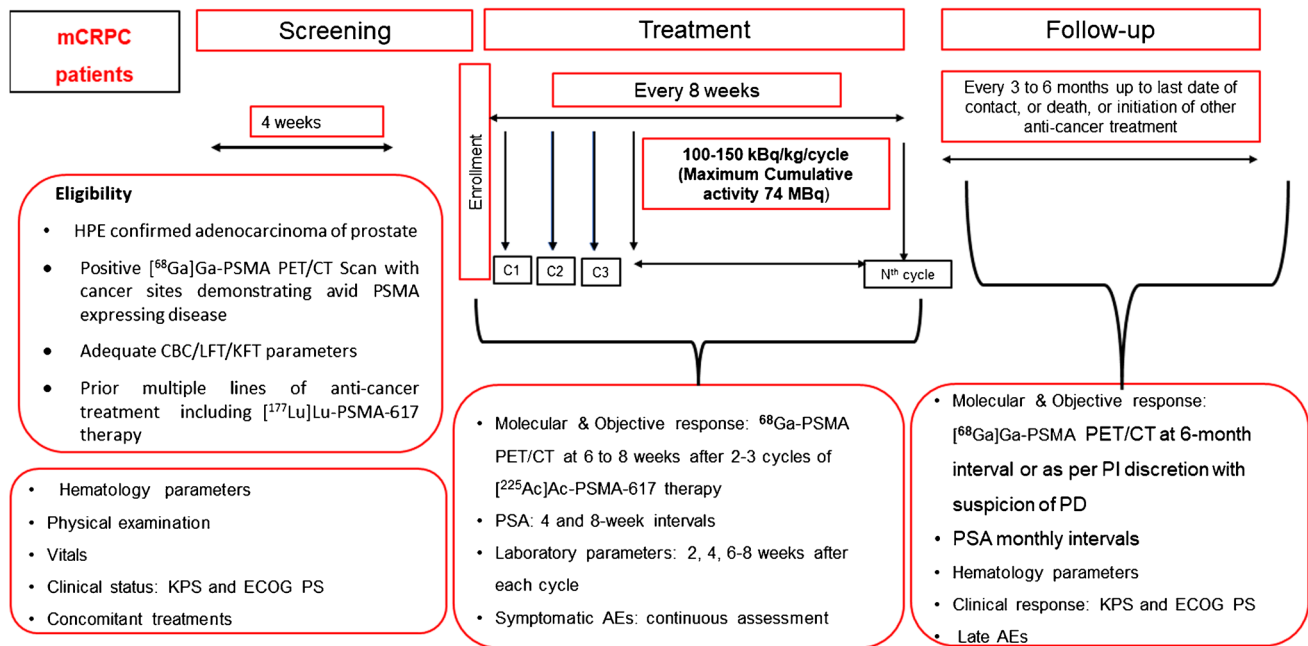 mCRPC
patients
Screening
4 weeks
Eligibility
• HPE confirmed adenocarcinoma of prostate
• Positive [⁶⁸Ga]Ga-PSMA PET/CT Scan with
cancer sites demonstrating avid PSMA
expressing disease
• Adequate CBC/LFT/KFT parameters
• Prior multiple lines of anti-cancer
treatment including [¹⁷⁷Lu]Lu-PSMA-617
therapy
• Hematology parameters
• Physical examination
• Vitals
• Clinical status: KPS and ECOG PS
• Concomitant treatments
Enrollment
Treatment
Every 8 weeks
100-150 kBq/kg/cycle
(Maximum Cumulative
activity 74 MBq)
C1
C2
C3
Nᵗʰ cycle
• Molecular & Objective response: ⁶⁸Ga-PSMA
PET/CT at 6 to 8 weeks after 2-3 cycles of
[²²⁵Ac]Ac-PSMA-617 therapy
• PSA: 4 and 8-week intervals
• Laboratory parameters: 2, 4, 6-8 weeks after
each cycle
• Symptomatic AEs: continuous assessment
Follow-up
Every 3 to 6 months up to last date of
contact, or death, or initiation of other
anti-cancer treatment
• Molecular & Objective response:
[⁶⁸Ga]Ga-PSMA PET/CT at 6-month
interval or as per PI discretion with
suspicion of PD
• PSA monthly intervals
• Hematology parameters
• Clinical response: KPS and ECOG PS
• Late AEs